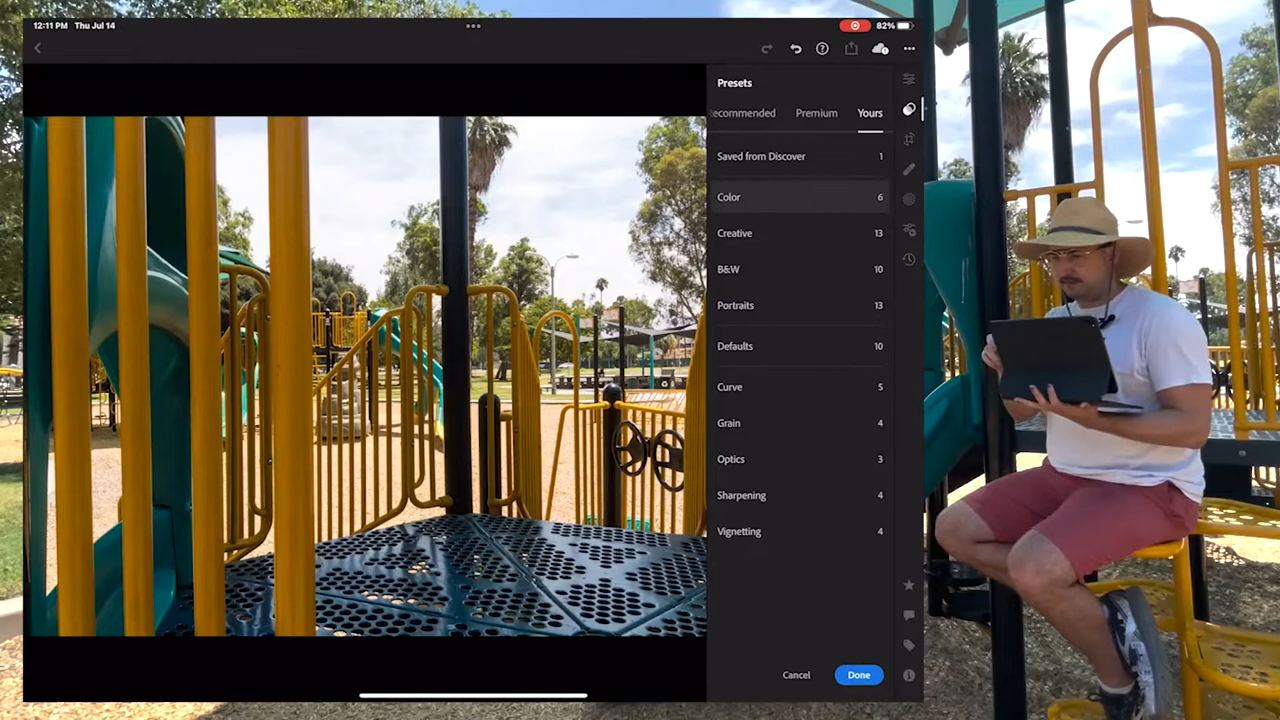 12:11 PM Thu Jul 14
82%
Presets
ecommended Premium Yours
Saved from Discover 1
Color 6
Creative 13
B&W 10
Portraits 13
Defaults 10
Curve 5
Grain 4
Optics 3
Sharpening 4
Vignetting 4
Cancel Done